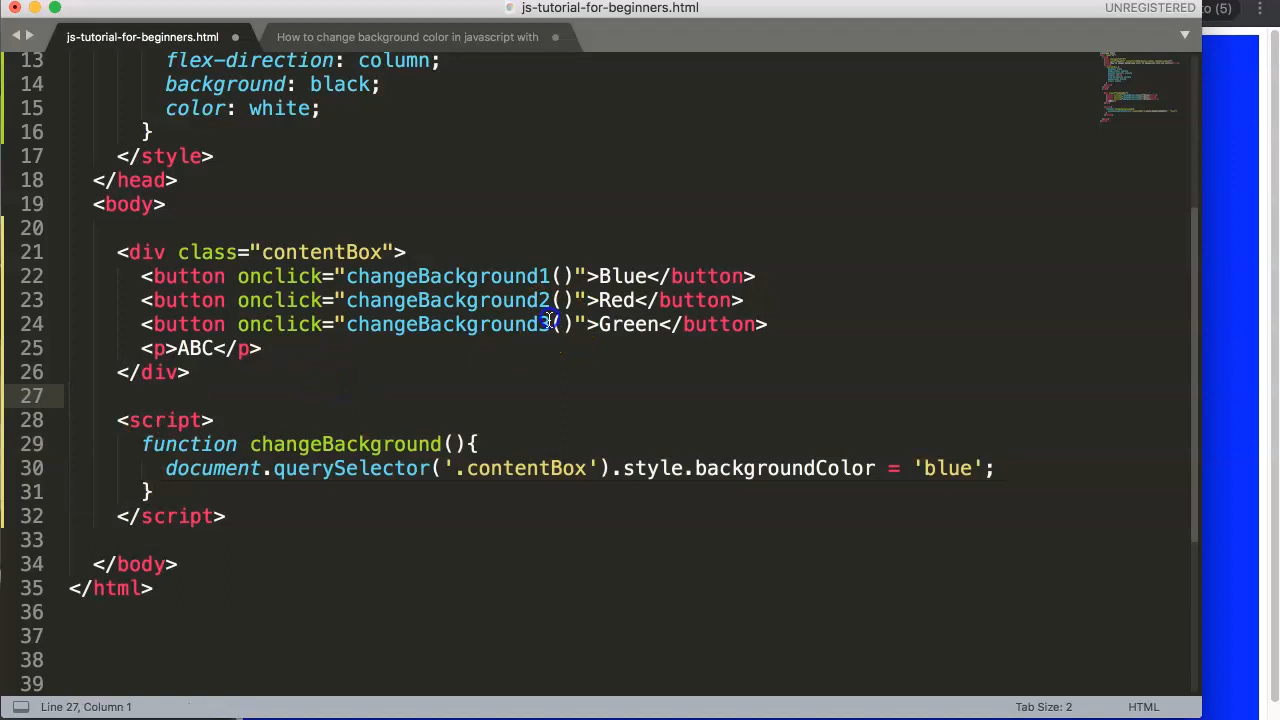 js-tutorial-for-beginners.html
UNREGISTERED
to (5)
js-tutorial-for-beginners.html
How to change background color in javascript with
13 flex-direction: column;
14 background: black;
15 color: white;
16 }
17 </style>
18 </head>
19 <body>
20
21 <div class="contentBox">
22 <button onclick="changeBackground1()">Blue</button>
23 <button onclick="changeBackground2()">Red</button>
24 <button onclick="changeBackground3()">Green</button>
25 <p>ABC</p>
26 </div>
27
28 <script>
29 function changeBackground(){
30 document.querySelector('.contentBox').style.backgroundColor = 'blue';
31 }
32 </script>
33
34 </body>
35 </html>
36
37
38
39
Line 27, Column 1
Tab Size: 2
HTML